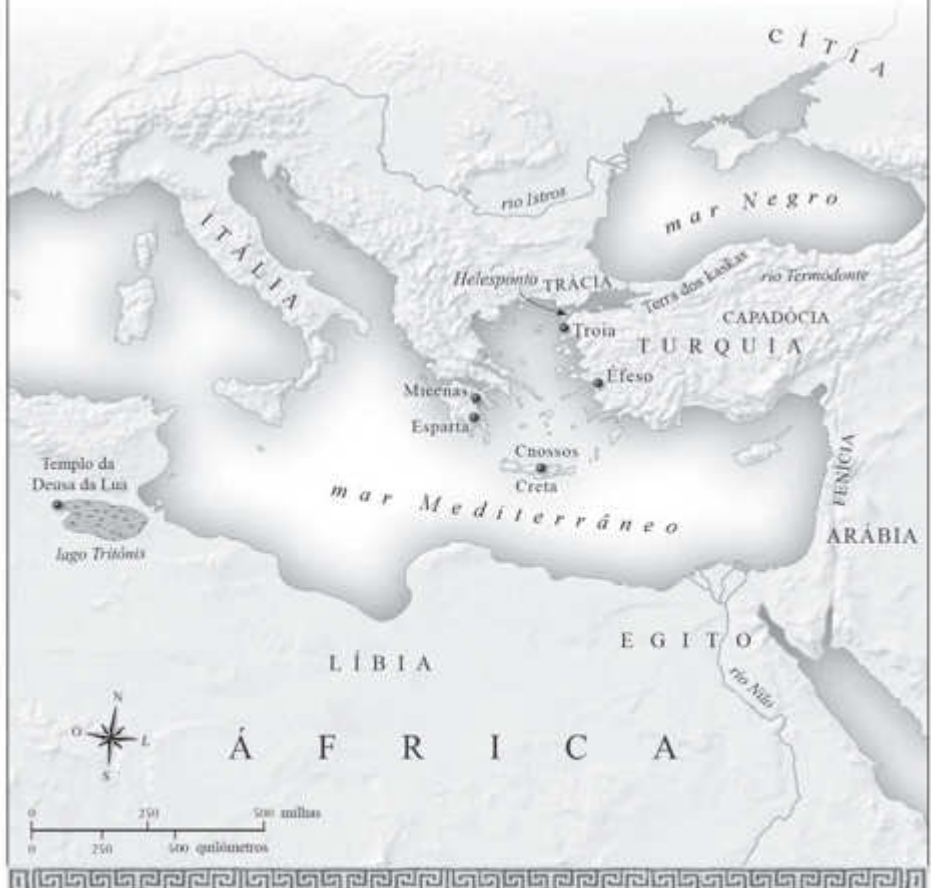 CÍTIA
rio Istros
mar Negro
ITÁLIA
Helesponto
TRÁCIA
Terra dos kaskas
rio Termodonte
CAPADÓCIA
Troia
TURQUIA
Éfeso
Micenas
Esparta
Cnossos
Creta
Templo da
Deusa da Lua
lago Tritônis
mar Mediterrâneo
FENÍCIA
ARÁBIA
EGITO
LÍBIA
rio Nilo
ÁFRICA
N
O
L
S
0 250 500 milhas
0 250 500 quilômetros